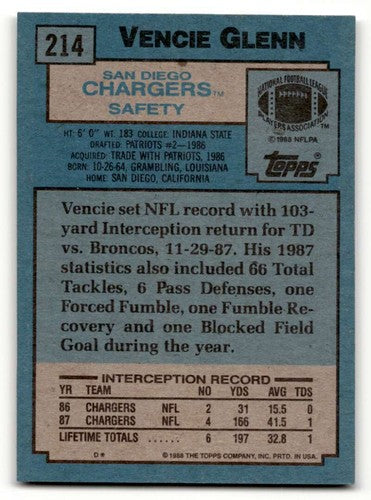 214
VENCIE GLENN
SAN DIEGO
CHARGERS™
SAFETY
NATIONAL FOOTBALL LEAGUE
PLAYERS ASSOCIATION
©1988 NFLPA
topps®
HT: 6' 0" WT: 183 COLLEGE: INDIANA STATE
DRAFTED: PATRIOTS #2-1986
ACQUIRED: TRADE WITH PATRIOTS, 1986
BORN: 10-26-64, GRAMBLING, LOUISIANA
HOME: SAN DIEGO, CALIFORNIA
Vencie set NFL record with 103-
yard Interception return for TD
vs. Broncos, 11-29-87. His 1987
statistics also included 66 Total
Tackles, 6 Pass Defenses, one
Forced Fumble, one Fumble Re-
covery and one Blocked Field
Goal during the year.
INTERCEPTION RECORD
YR TEAM NO YDS AVG TDS
86 CHARGERS NFL 2 31 15.5 0
87 CHARGERS NFL 4 166 41.5 1
LIFETIME TOTALS ...... 6 197 32.8 1
D* ©1988 THE TOPPS COMPANY, INC. PRTD. IN USA.